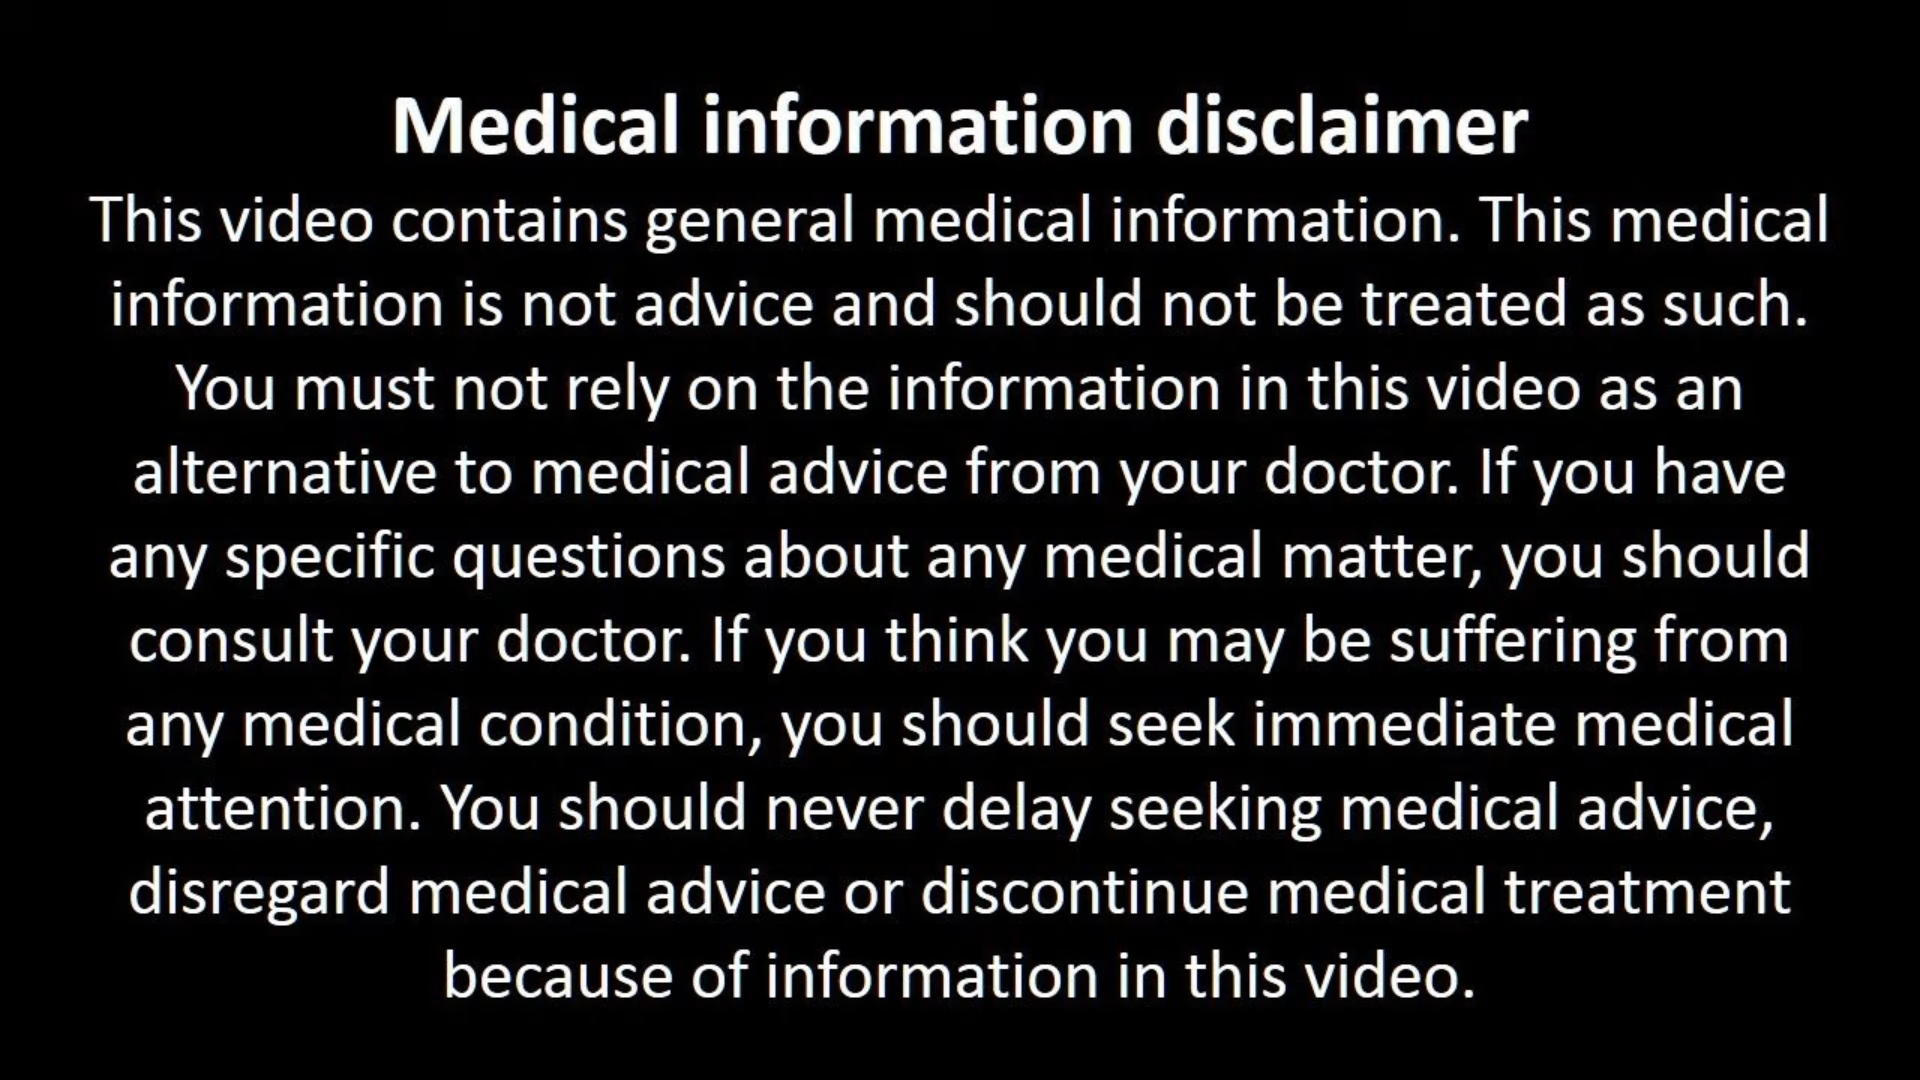 Medical information disclaimer
This video contains general medical information. This medical
information is not advice and should not be treated as such.
You must not rely on the information in this video as an
alternative to medical advice from your doctor. If you have
any specific questions about any medical matter, you should
consult your doctor. If you think you may be suffering from
any medical condition, you should seek immediate medical
attention. You should never delay seeking medical advice,
disregard medical advice or discontinue medical treatment
because of information in this video.